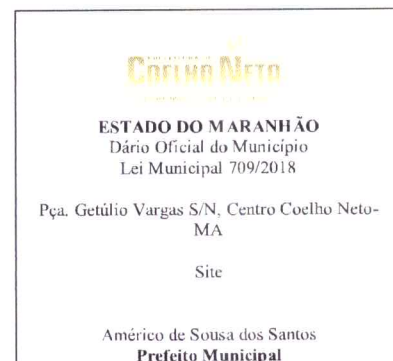 COELHO NETO
ESTADO DO MARANHÃO
Dário Oficial do Município
Lei Municipal 709/2018
Pça. Getúlio Vargas S/N, Centro Coelho Neto-
MA
Site
Américo de Sousa dos Santos
Prefeito Municipal